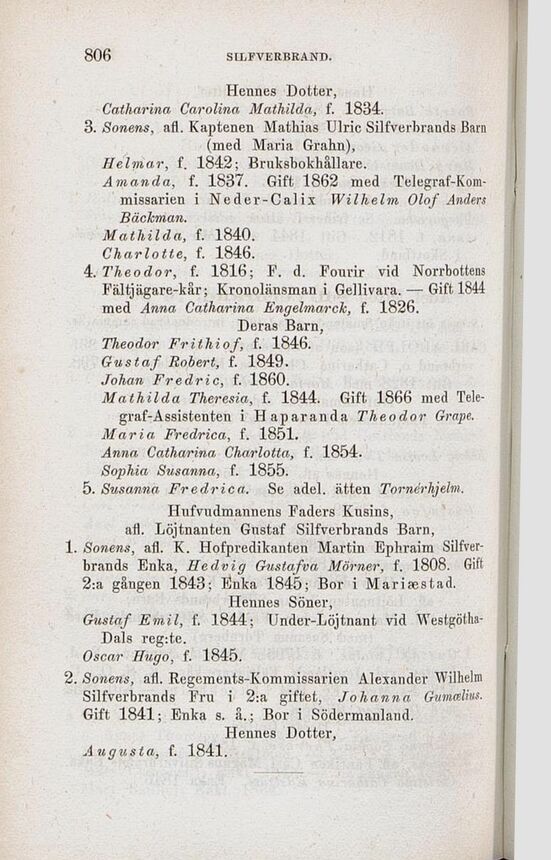 806 SILFVERBRAND.
Hennes Dotter,
Catharina Carolina Mathilda, f. 1834.
3. Sonens, afl. Kaptenen Mathias Ulric Silfverbrands Barn
(med Maria Grahn),
Helmar, f. 1842; Bruksbokhållare.
Amanda, f. 1837. Gift 1862 med Telegraf-Kom-
missarien i Neder-Calix Wilhelm Olof Anders
Bäckman.
Mathilda, f. 1840.
Charlotte, f. 1846.
4. Theodor, f. 1816; F. d. Fourir vid Norrbottens
Fältjägare-kår; Kronolänsman i Gellivara. — Gift 1844
med Anna Catharina Engelmarck, f. 1826.
Deras Barn,
Theodor Frithiof, f. 1846.
Gustaf Robert, f. 1849.
Johan Fredric, f. 1860.
Mathilda Theresia, f. 1844. Gift 1866 med Tele-
graf-Assistenten i Haparanda Theodor Grape.
Maria Fredrica, f. 1851.
Anna Catharina Charlotta, f. 1854.
Sophia Susanna, f. 1855.
5. Susanna Fredrica. Se adel. ätten Tornérhjelm.
Hufvudmannens Faders Kusins,
afl. Löjtnanten Gustaf Silfverbrands Barn,
1. Sonens, afl. K. Hofpredikanten Martin Ephraim Silfver-
brands Enka, Hedvig Gustafva Mörner, f. 1808. Gift
2:a gången 1843; Enka 1845; Bor i Mariæstad.
Hennes Söner,
Gustaf Emil, f. 1844; Under-Löjtnant vid Westgötha-
Dals reg:te.
Oscar Hugo, f. 1845.
2. Sonens, afl. Regements-Kommissarien Alexander Wilhelm
Silfverbrands Fru i 2:a giftet, Johanna Gumælius.
Gift 1841; Enka s. å.; Bor i Södermanland.
Hennes Dotter,
Augusta, f. 1841.